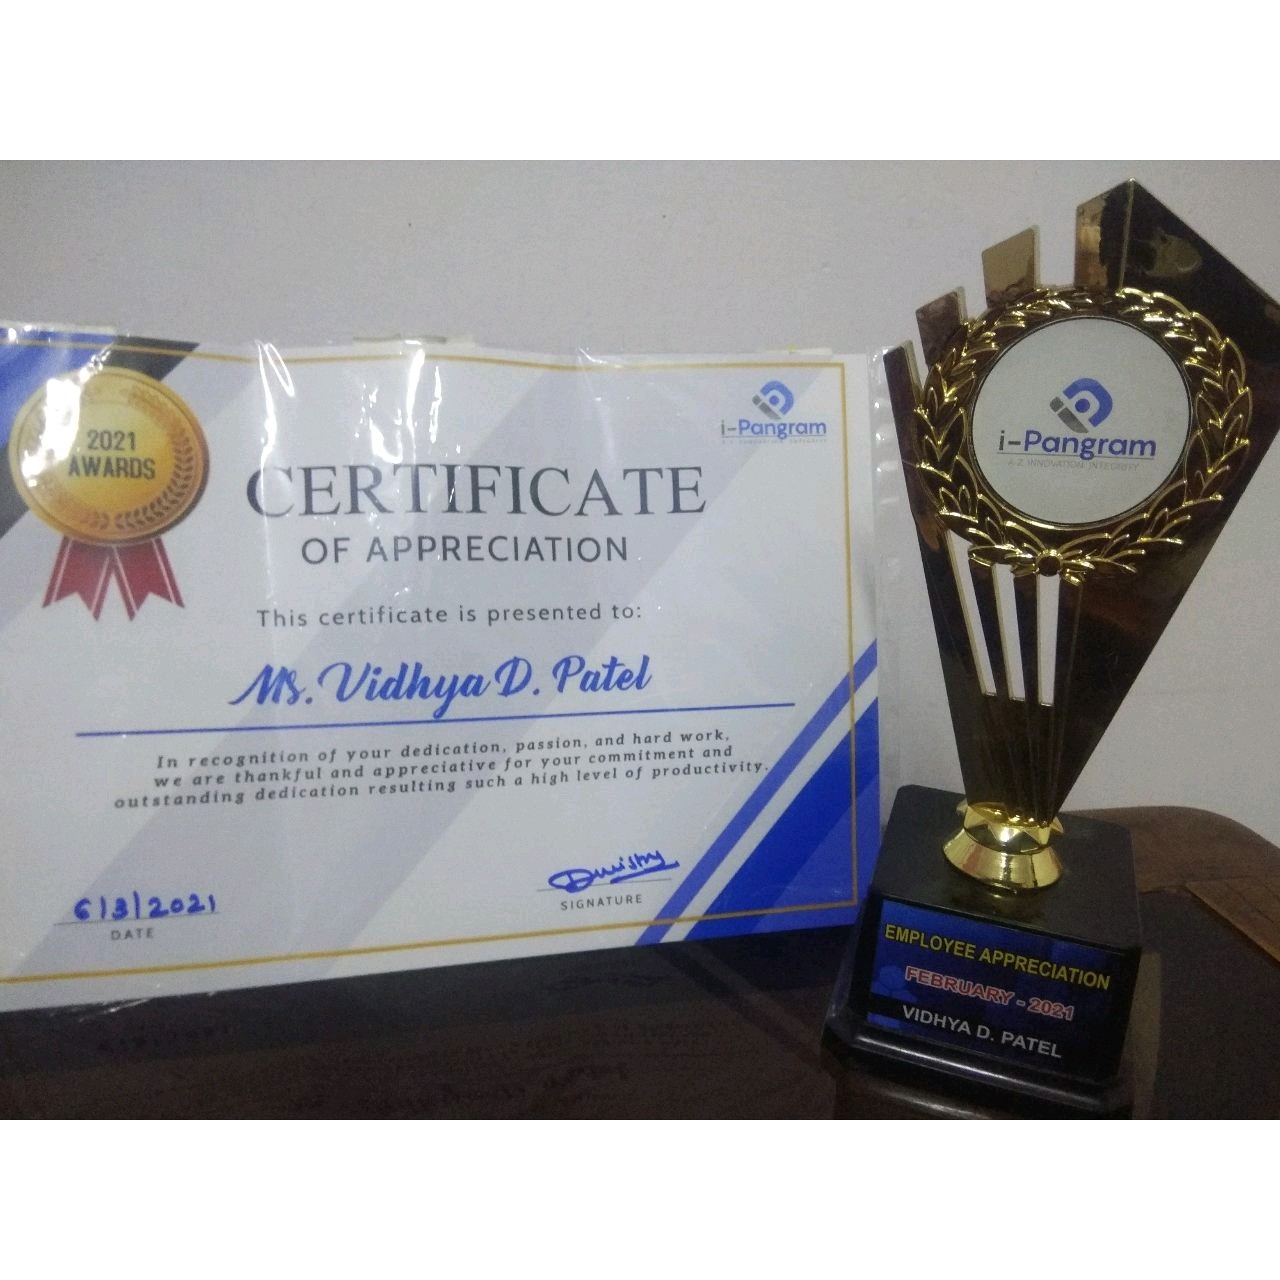 2021
AWARDS
i-Pangram
A-Z INNOVATION INTEGRITY
CERTIFICATE
OF APPRECIATION
This certificate is presented to:
Ms. Vidhya D. Patel
In recognition of your dedication, passion, and hard work,
we are thankful and appreciative for your commitment and
outstanding dedication resulting such a high level of productivity.
6/3/2021
DATE
SIGNATURE
i-Pangram
A-Z INNOVATION INTEGRITY
EMPLOYEE APPRECIATION
FEBRUARY - 2021
VIDHYA D. PATEL